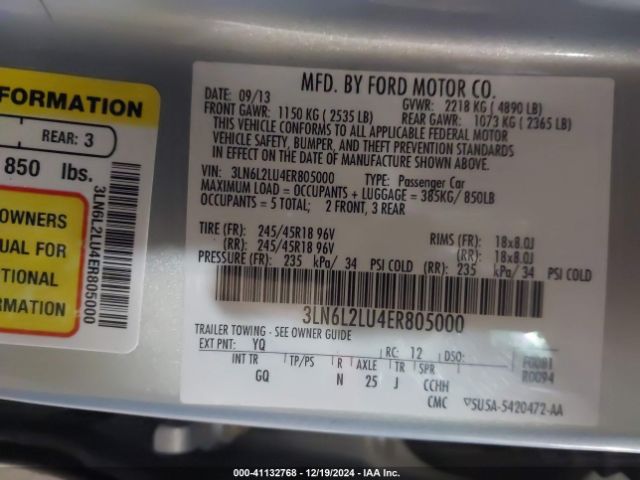 FORMATION
REAR: 3
850 lbs.
OWNERS
UAL FOR
TIONAL
RMATION
3LN6L2LU4ER805000
MFD. BY FORD MOTOR CO.
DATE: 09/13 GVWR: 2218 KG ( 4890 LB)
FRONT GAWR: 1150 KG ( 2535 LB) REAR GAWR: 1073 KG ( 2365 LB)
THIS VEHICLE CONFORMS TO ALL APPLICABLE FEDERAL MOTOR
VEHICLE SAFETY, BUMPER, AND THEFT PREVENTION STANDARDS
IN EFFECT ON THE DATE OF MANUFACTURE SHOWN ABOVE.
VIN: 3LN6L2LU4ER805000 TYPE: Passenger Car
MAXIMUM LOAD = OCCUPANTS + LUGGAGE = 385KG/ 850LB
OCCUPANTS = 5 TOTAL; 2 FRONT, 3 REAR
TIRE (FR): 245/45R18 96V RIMS (FR): 18x8.0J
(RR): 245/45R18 96V (RR): 18x8.0J
PRESSURE (FR): 235 kPa/ 34 PSI COLD (RR): 235 kPa/ 34 PSI COLD
3LN6L2LU4ER805000
TRAILER TOWING - SEE OWNER GUIDE
EXT PNT: YQ RC: 12 DSO: F0081
INT TR TP/PS R AXLE TR SPR R0094
GQ N 25 J CCHH
CMC ▽SUSA-5420472-AA
000-41132768 - 12/19/2024 - IAA Inc.